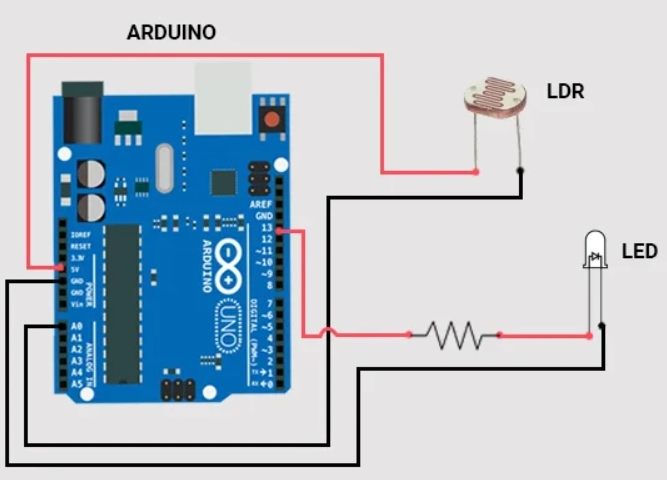 ARDUINO
LDR
LED
AREF
GND
13
12
~11
~10
~9
8
7
~6
~5
4
~3
2
TX→1
RX←0
DIGITAL (PWM~)
IOREF
RESET
3.3V
5V
GND
GND
Vin
POWER
A0
A1
A2
A3
A4
A5
ANALOG IN
ARDUINO
UNO